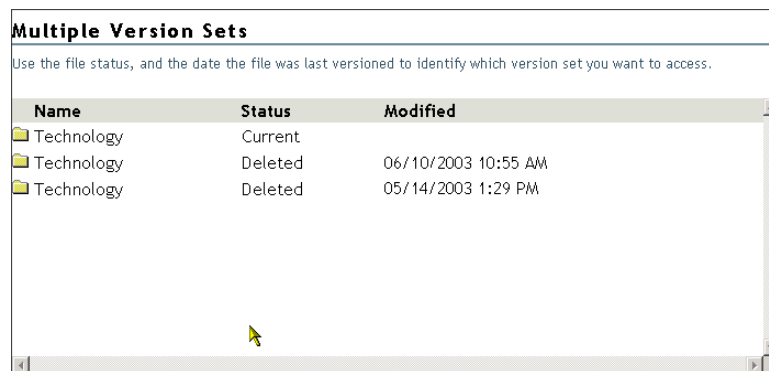 Multiple Version Sets
Use the file status, and the date the file was last versioned to identify which version set you want to access.
Name Status Modified
Technology Current
Technology Deleted 06/10/2003 10:55 AM
Technology Deleted 05/14/2003 1:29 PM